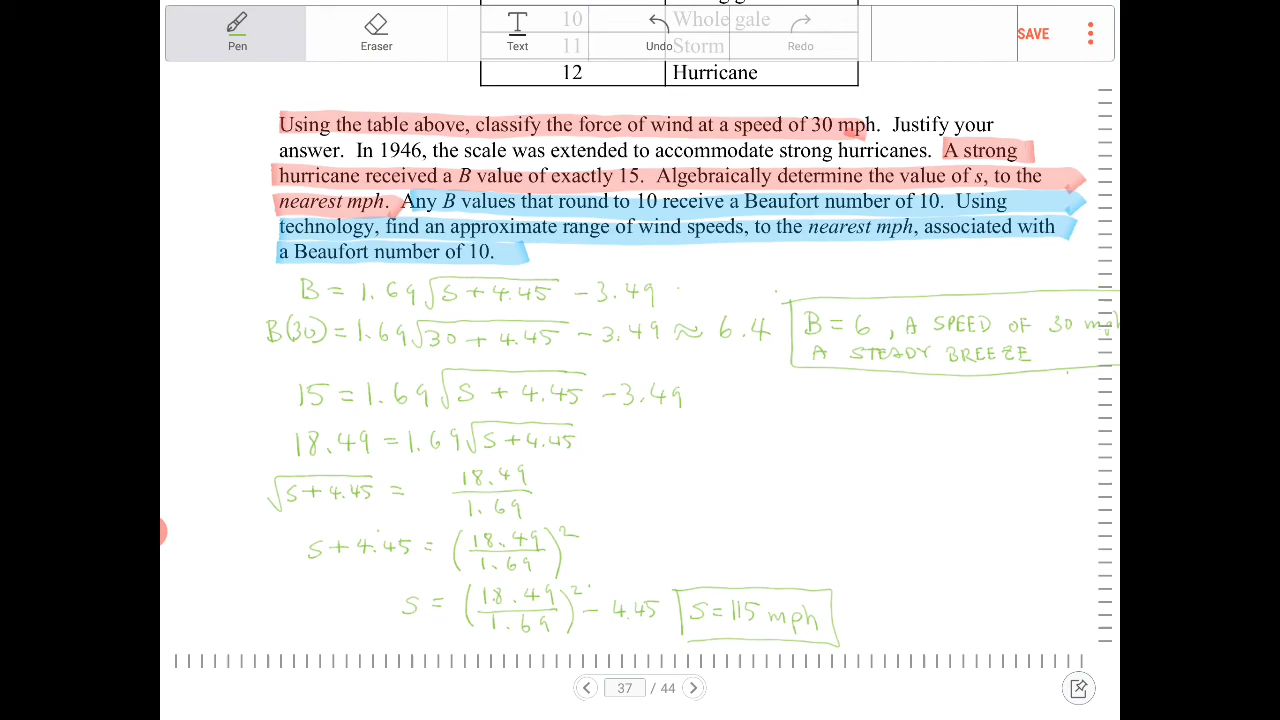 10 Whole gale
Pen Eraser Text Undo Redo SAVE
11 Storm
12 Hurricane
Using the table above, classify the force of wind at a speed of 30 mph. Justify your
answer. In 1946, the scale was extended to accommodate strong hurricanes. A strong
hurricane received a B value of exactly 15. Algebraically determine the value of s, to the
nearest mph. Any B values that round to 10 receive a Beaufort number of 10. Using
technology, find an approximate range of wind speeds, to the nearest mph, associated with
a Beaufort number of 10.
B = 1.69√(s + 4.45) - 3.49
B(30) = 1.69√(30 + 4.45) - 3.49 ≈ 6.4
B = 6, A SPEED OF 30 mph
A STEADY BREEZE
15 = 1.69√(s + 4.45) - 3.49
18.49 = 1.69√(s + 4.45)
√(s + 4.45) = 18.49/1.69
s + 4.45 = (18.49/1.69)²
s = (18.49/1.69)² - 4.45 S = 115 mph
37 / 44